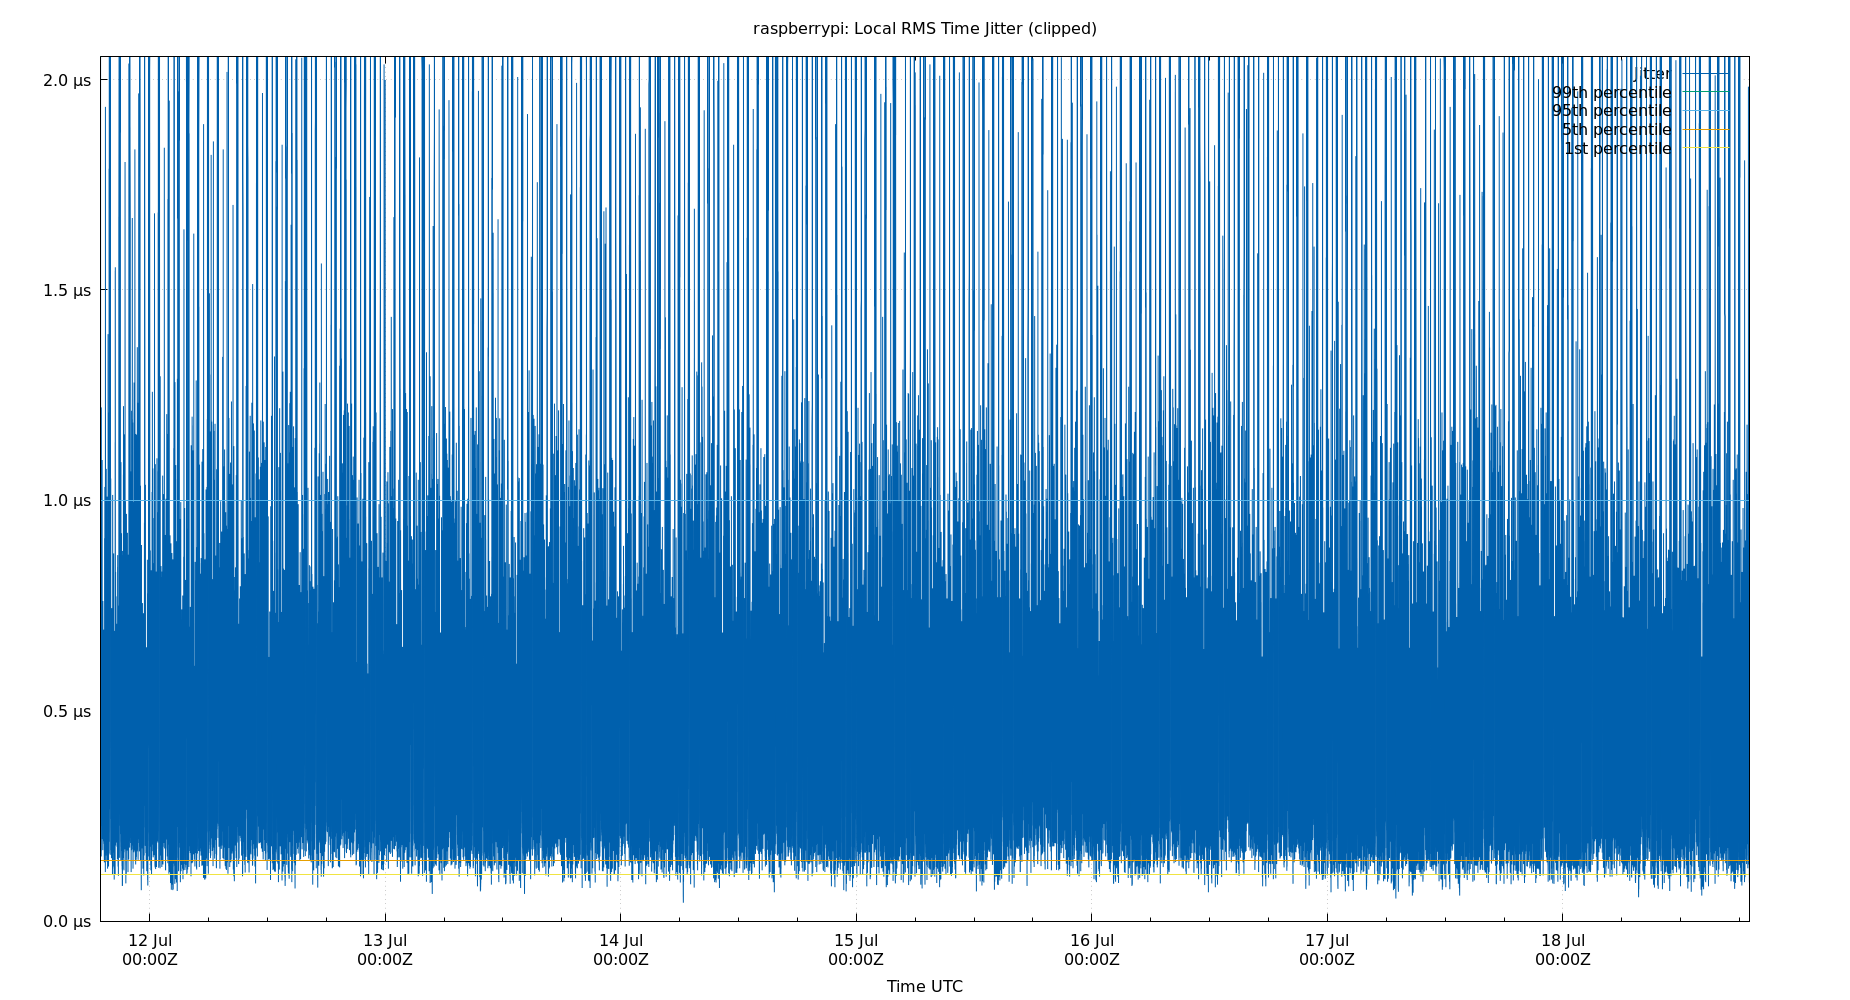 raspberrypi: Local RMS Time Jitter (clipped)
2.0 µs
1.5 µs
1.0 µs
0.5 µs
0.0 µs
jitter
99th percentile
95th percentile
5th percentile
1st percentile
12 Jul
00:00Z
13 Jul
00:00Z
14 Jul
00:00Z
15 Jul
00:00Z
16 Jul
00:00Z
17 Jul
00:00Z
18 Jul
00:00Z
Time UTC